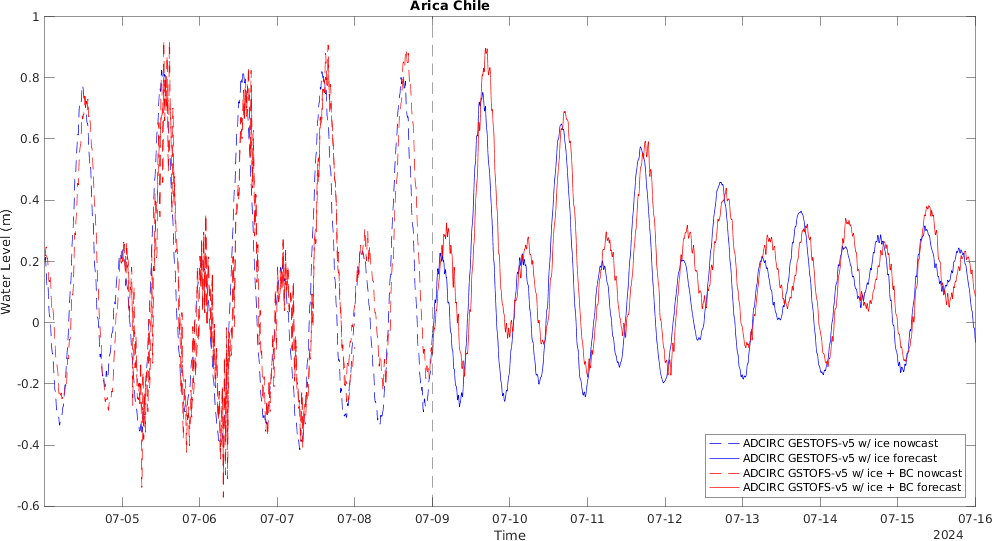 Arica Chile
Water Level (m)
1
0.8
0.6
0.4
0.2
0
-0.2
-0.4
-0.6
ADCIRC GESTOFS-v5 w/ ice nowcast
ADCIRC GESTOFS-v5 w/ ice forecast
ADCIRC GSTOFS-v5 w/ ice + BC nowcast
ADCIRC GSTOFS-v5 w/ ice + BC forecast
07-05 07-06 07-07 07-08 07-09 07-10 07-11 07-12 07-13 07-14 07-15 07-16
Time
2024